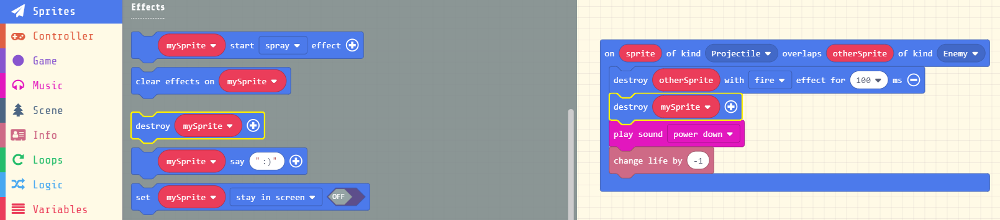 Sprites
Controller
Game
Music
Scene
Info
Loops
Logic
Variables
Effects
mySprite start spray effect
clear effects on mySprite
destroy mySprite
mySprite say ":)"
set mySprite stay in screen OFF
on sprite of kind Projectile overlaps otherSprite of kind Enemy
destroy otherSprite with fire effect for 100 ms
destroy mySprite
play sound power down
change life by -1